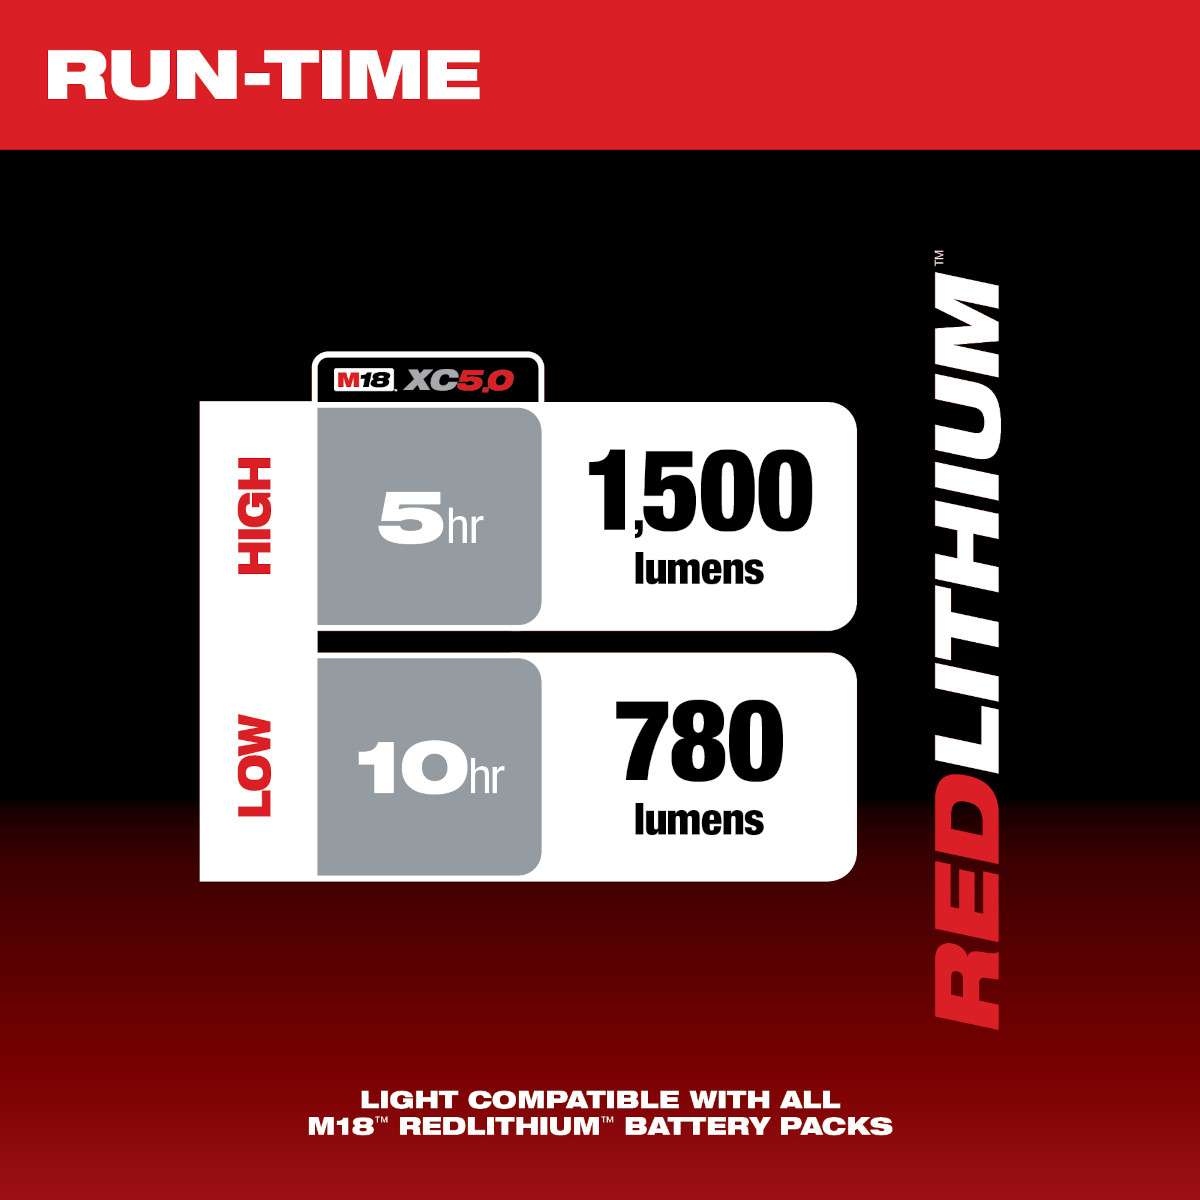 RUN-TIME
M18™ XC5.0
HIGH
5hr
1,500
lumens
LOW
10hr
780
lumens
REDLITHIUM™
LIGHT COMPATIBLE WITH ALL
M18™ REDLITHIUM™ BATTERY PACKS